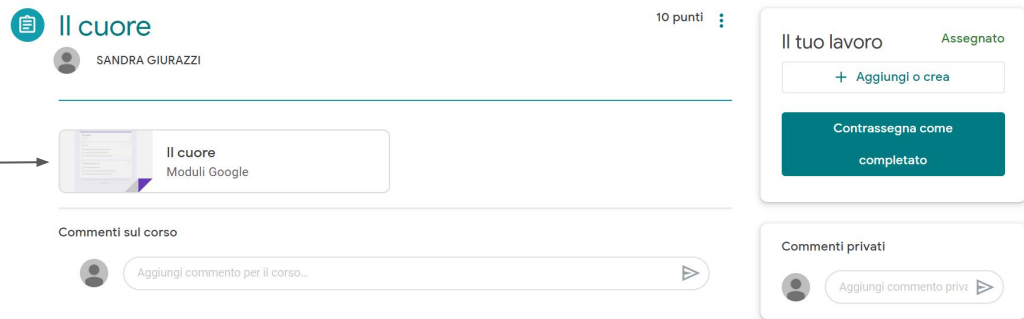 Il cuore
10 punti
SANDRA GIURAZZI
Il cuore
Moduli Google
Commenti sul corso
Aggiungi commento per il corso...
Il tuo lavoro
Assegnato
+ Aggiungi o crea
Contrassegna come
completato
Commenti privati
Aggiungi commento priva